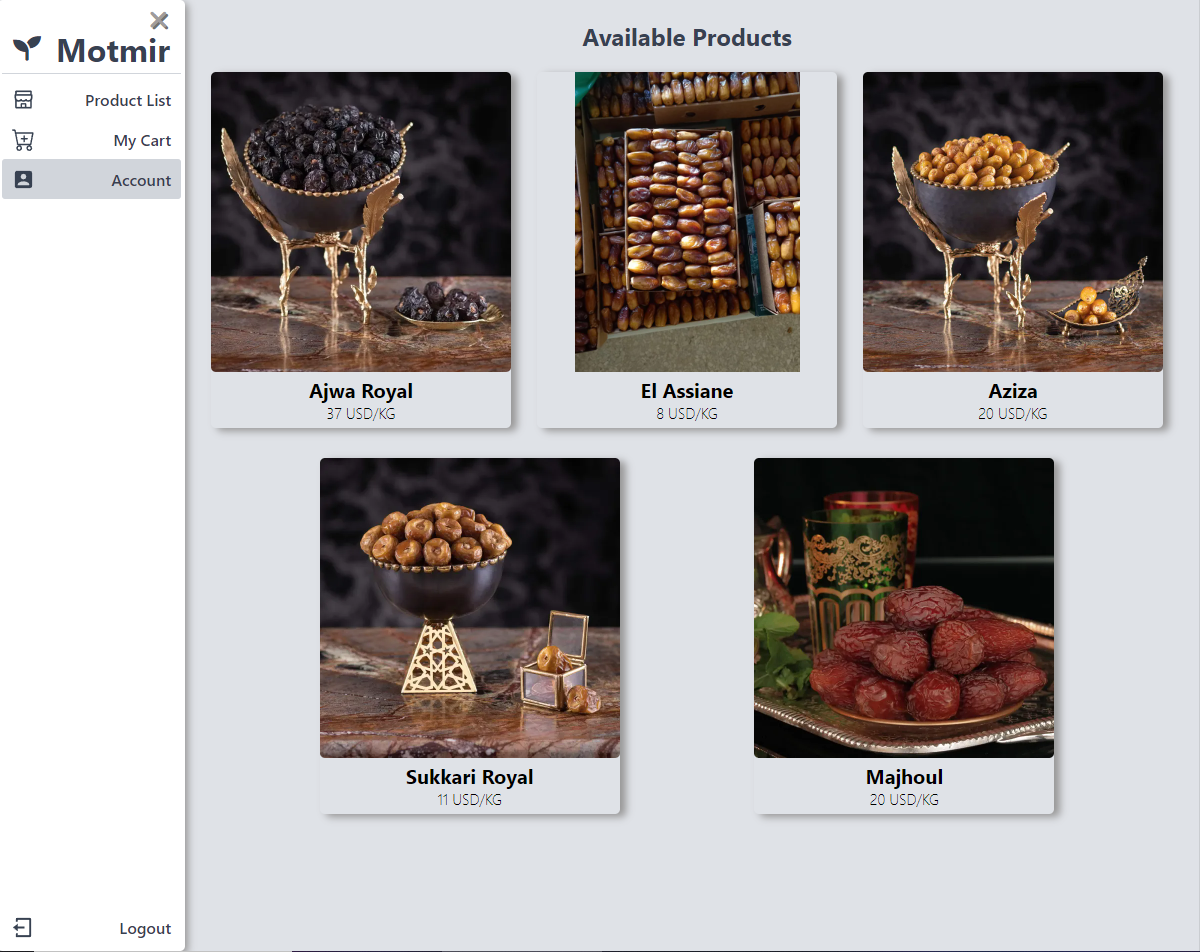 Motmir
Product List
My Cart
Account
Logout
Available Products
Ajwa Royal
37 USD/KG
El Assiane
8 USD/KG
Aziza
20 USD/KG
Sukkari Royal
11 USD/KG
Majhoul
20 USD/KG